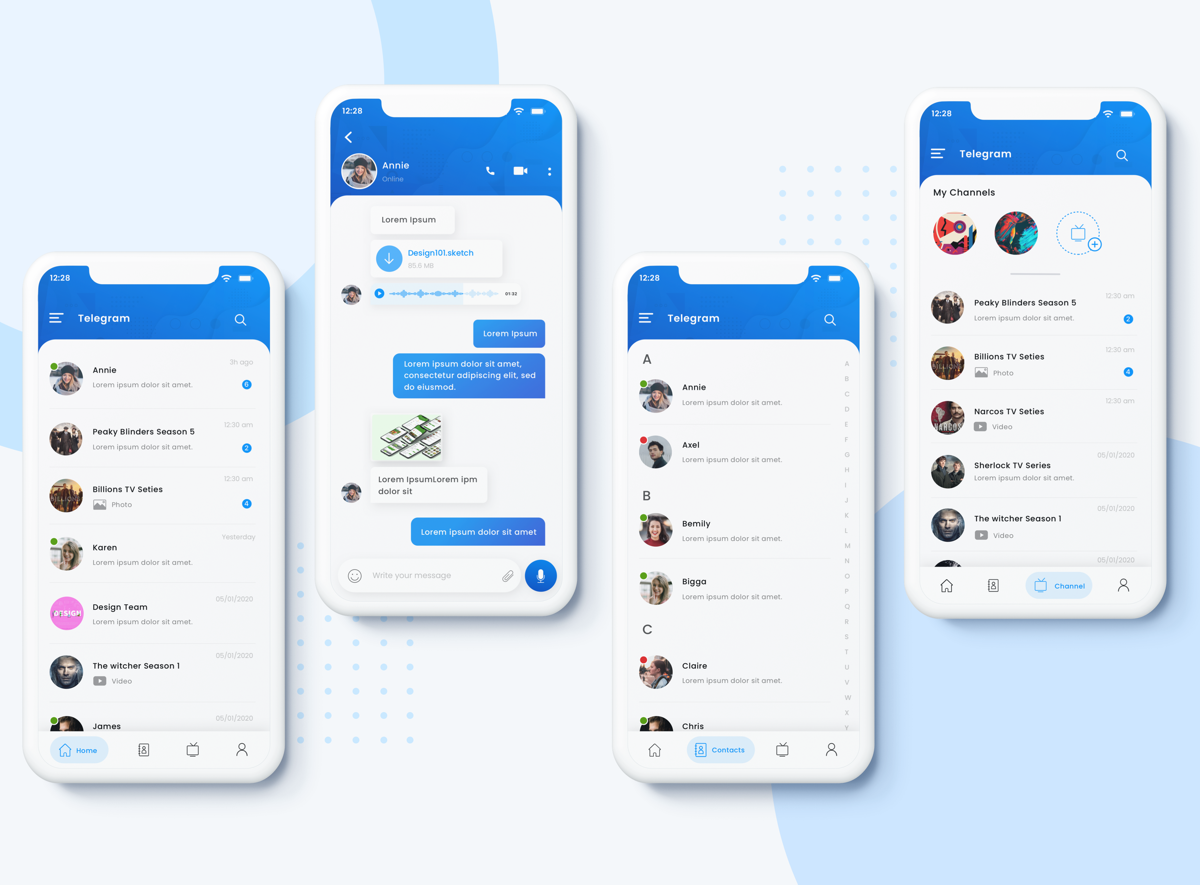 12:28
Telegram
3h ago
Annie
Lorem ipsum dolor sit amet.
6
12:30 am
Peaky Blinders Season 5
Lorem ipsum dolor sit amet.
2
12:30 am
Billions TV Seties
Photo
4
Yesterday
Karen
Lorem ipsum dolor sit amet.
05/01/2020
DESIGN
Design Team
Lorem ipsum dolor sit amet.
05/01/2020
The witcher Season 1
Video
05/01/2020
James
Home
12:28
Annie
Online
Lorem Ipsum
Design101.sketch
85.6 MB
01:32
Lorem Ipsum
Lorem ipsum dolor sit amet,
consectetur adipiscing elit, sed
do eiusmod.
Lorem IpsumLorem ipm
dolor sit
Lorem ipsum dolor sit amet
Write your message
12:28
Telegram
A
Annie
Lorem ipsum dolor sit amet.
Axel
Lorem ipsum dolor sit amet.
B
Bemily
Lorem ipsum dolor sit amet.
Bigga
Lorem ipsum dolor sit amet.
C
Claire
Lorem ipsum dolor sit amet.
Chris
A
B
C
D
E
F
G
H
I
J
K
L
M
N
O
P
Q
R
S
T
U
V
W
X
Y
Contacts
12:28
Telegram
My Channels
12:30 am
Peaky Blinders Season 5
Lorem ipsum dolor sit amet.
2
12:30 am
Billions TV Seties
Photo
4
12:30 am
Narcos TV Seties
NARCOS
Video
05/01/2020
Sherlock TV Series
Lorem ipsum dolor sit amet.
05/01/2020
The witcher Season 1
Video
05/01/2020
Channel